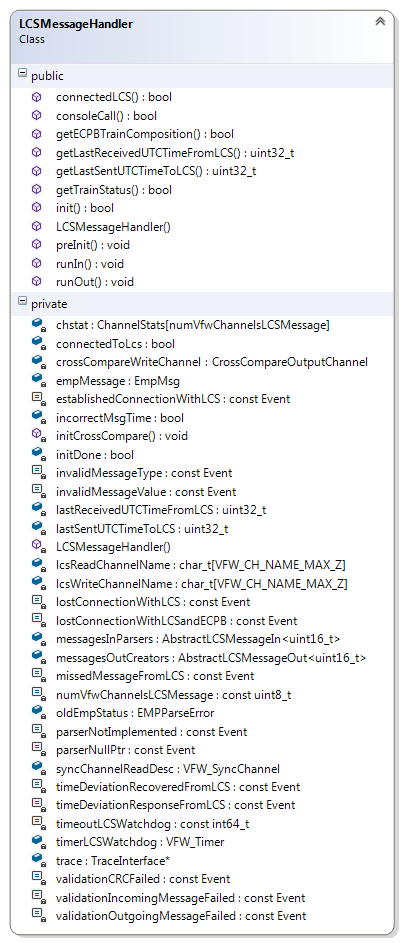 LCSMessageHandler
Class
public
connectedLCS() : bool
consoleCall() : bool
getECPBTrainComposition() : bool
getLastReceivedUTCTimeFromLCS() : uint32_t
getLastSentUTCTimeToLCS() : uint32_t
getTrainStatus() : bool
init() : bool
LCSMessageHandler()
preInit() : void
runIn() : void
runOut() : void
private
chstat : ChannelStats[numVfwChannelsLCSMessage]
connectedToLcs : bool
crossCompareWriteChannel : CrossCompareOutputChannel
empMessage : EmpMsg
establishedConnectionWithLCS : const Event
incorrectMsgTime : bool
initCrossCompare() : void
initDone : bool
invalidMessageType : const Event
invalidMessageValue : const Event
lastReceivedUTCTimeFromLCS : uint32_t
lastSentUTCTimeToLCS : uint32_t
LCSMessageHandler()
lcsReadChannelName : char_t[VFW_CH_NAME_MAX_Z]
lcsWriteChannelName : char_t[VFW_CH_NAME_MAX_Z]
lostConnectionWithLCS : const Event
lostConnectionWithLCSandECPB : const Event
messagesInParsers : AbstractLCSMessageIn<uint16_t>
messagesOutCreators : AbstractLCSMessageOut<uint16_t>
missedMessageFromLCS : const Event
numVfwChannelsLCSMessage : const uint8_t
oldEmpStatus : EMPParseError
parserNotImplemented : const Event
parserNullPtr : const Event
syncChannelReadDesc : VFW_SyncChannel
timeDeviationRecoveredFromLCS : const Event
timeDeviationResponseFromLCS : const Event
timeoutLCSWatchdog : const int64_t
timerLCSWatchdog : VFW_Timer
trace : TraceInterface*
validationCRCFailed : const Event
validationIncomingMessageFailed : const Event
validationOutgoingMessageFailed : const Event